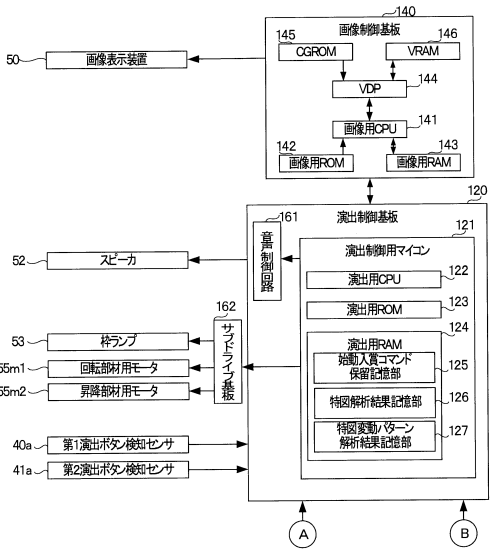 140
画像制御基板
145
146
CGROM
VRAM
50
画像表示装置
VDP
144
141
画像用CPU
142
143
画像用ROM
画像用RAM
120
演出制御基板
161
121
音声制御回路
演出制御用マイコン
52
スピーカ
演出用CPU
122
162
演出用ROM
123
124
53
枠ランプ
サブドライブ基板
演出用RAM
始動入賞コマンド
保留記憶部
125
55m1
回転部材用モータ
55m2
昇降部材用モータ
特図解析結果記憶部
126
特図変動パターン
解析結果記憶部
127
40a
第1演出ボタン検知センサ
41a
第2演出ボタン検知センサ
A
B